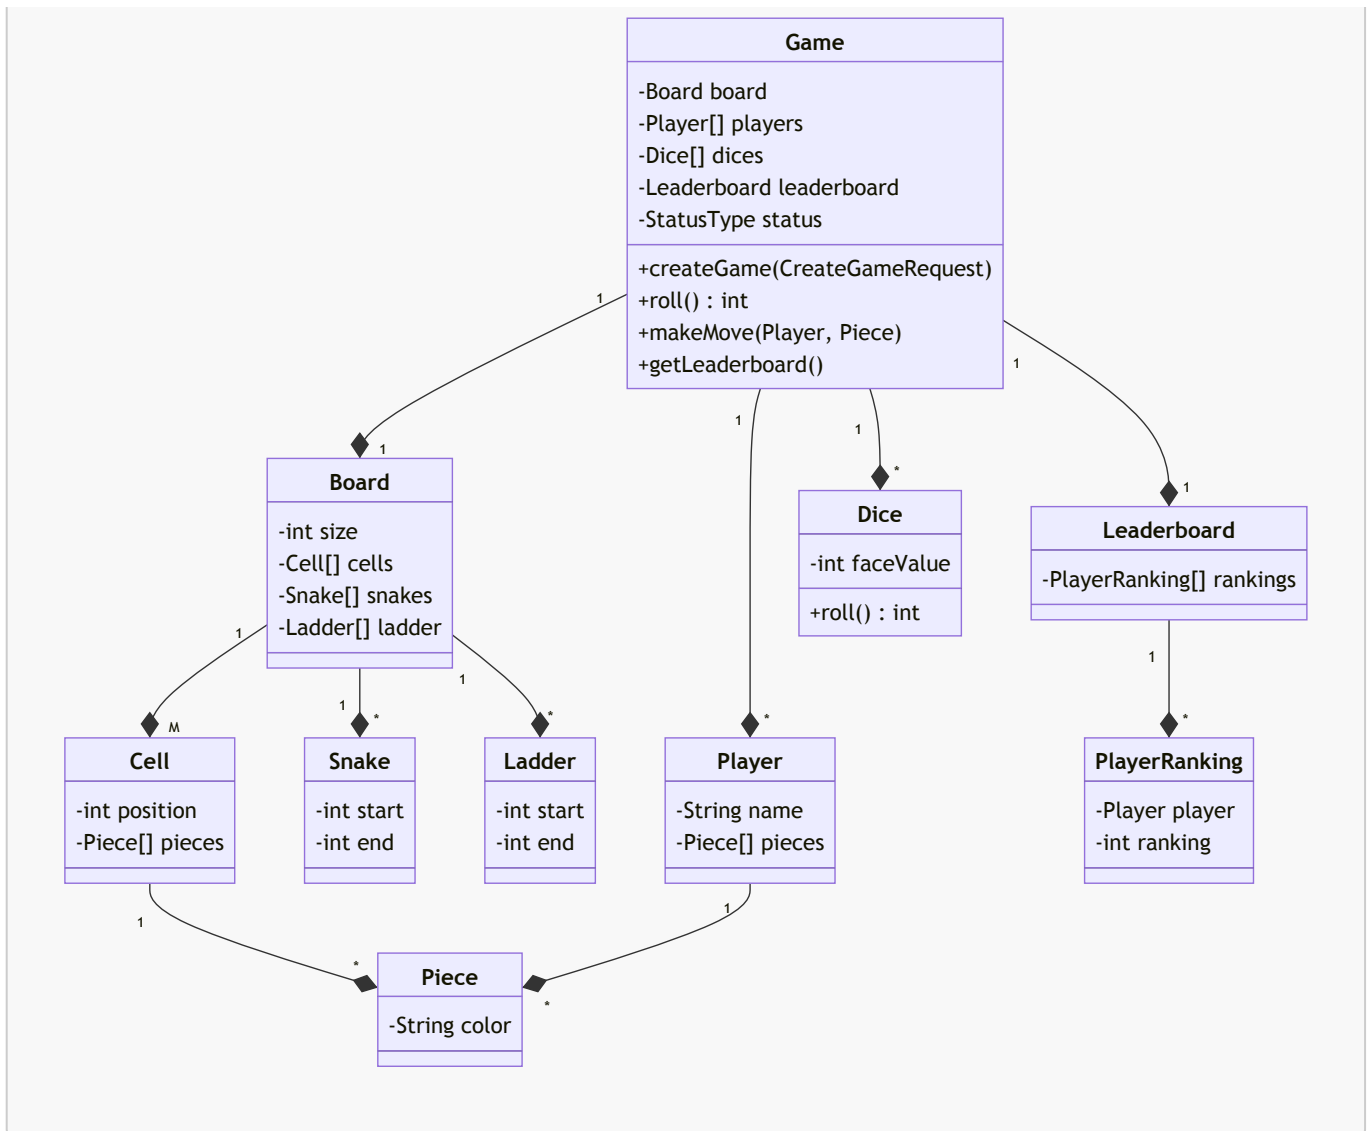 Game
-Board board
-Player[] players
-Dice[] dices
-Leaderboard leaderboard
-StatusType status
+createGame(CreateGameRequest)
+roll() : int
+makeMove(Player, Piece)
+getLeaderboard()
1
1
1
1
1
*
1
1
Board
-int size
-Cell[] cells
-Snake[] snakes
-Ladder[] ladder
Dice
-int faceValue
+roll() : int
Leaderboard
-PlayerRanking[] rankings
1
1
1
1
M
*
*
*
*
Cell
-int position
-Piece[] pieces
Snake
-int start
-int end
Ladder
-int start
-int end
Player
-String name
-Piece[] pieces
PlayerRanking
-Player player
-int ranking
1
1
*
*
Piece
-String color